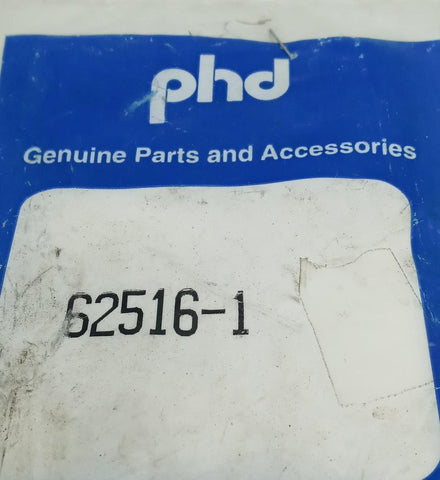 phd
Genuine Parts and Accessories
62516-1